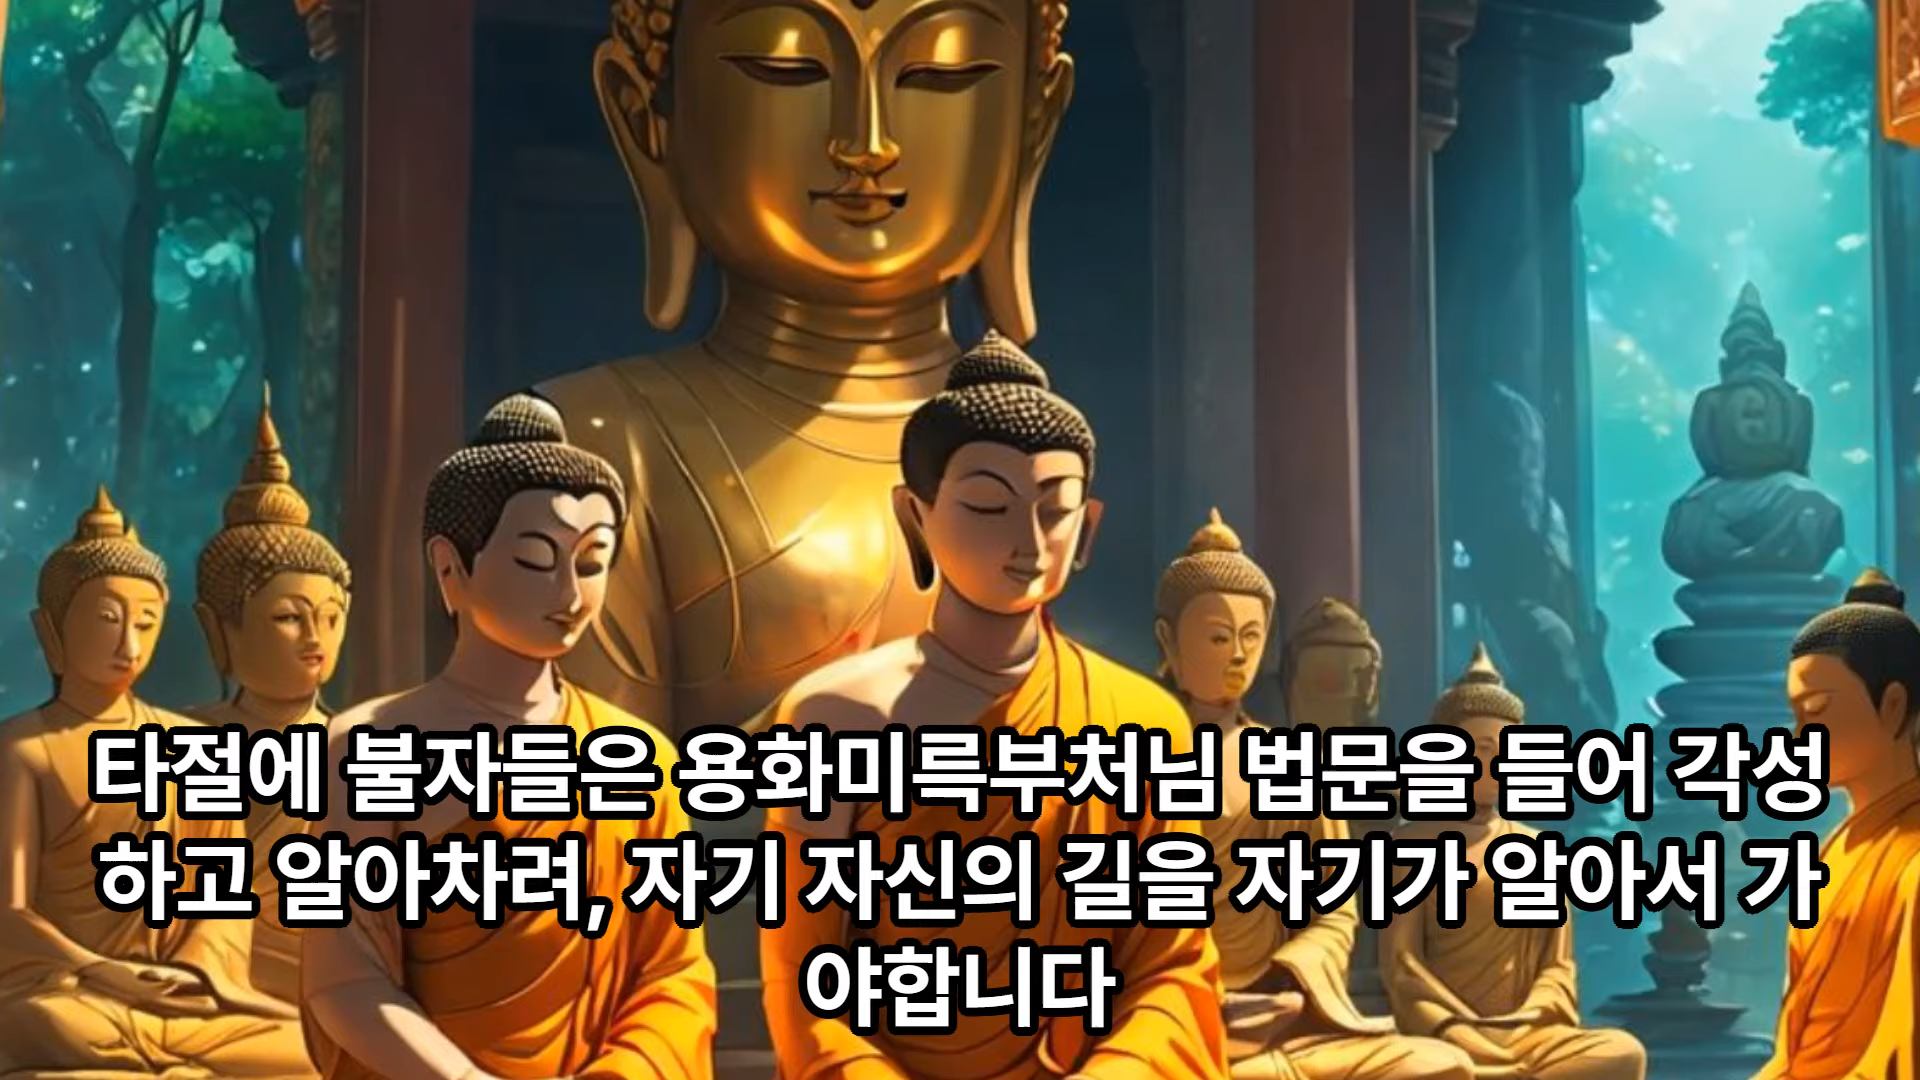 타절에 불자들은 용화미륵부처님 법문을 들어 각성
하고 알아차려, 자기 자신의 길을 자기가 알아서 가
야합니다